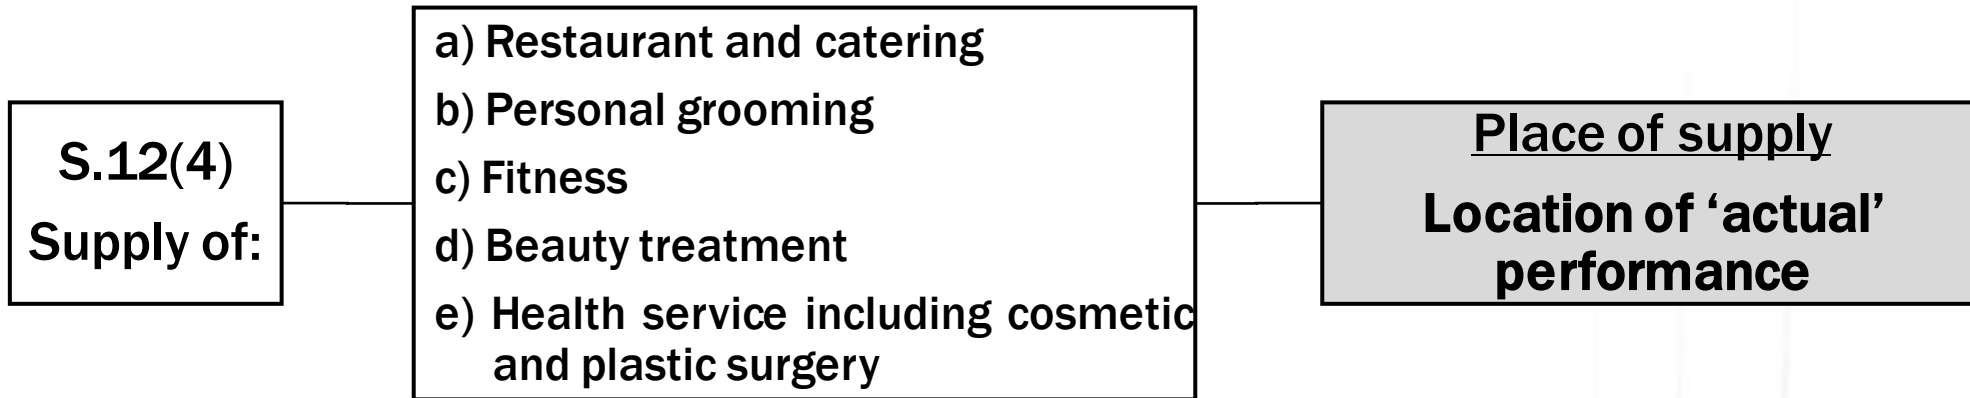 S.12(4)
Supply of:
a) Restaurant and catering
b) Personal grooming
c) Fitness
d) Beauty treatment
e) Health service including cosmetic
and plastic surgery
Place of supply
Location of ‘actual’
performance